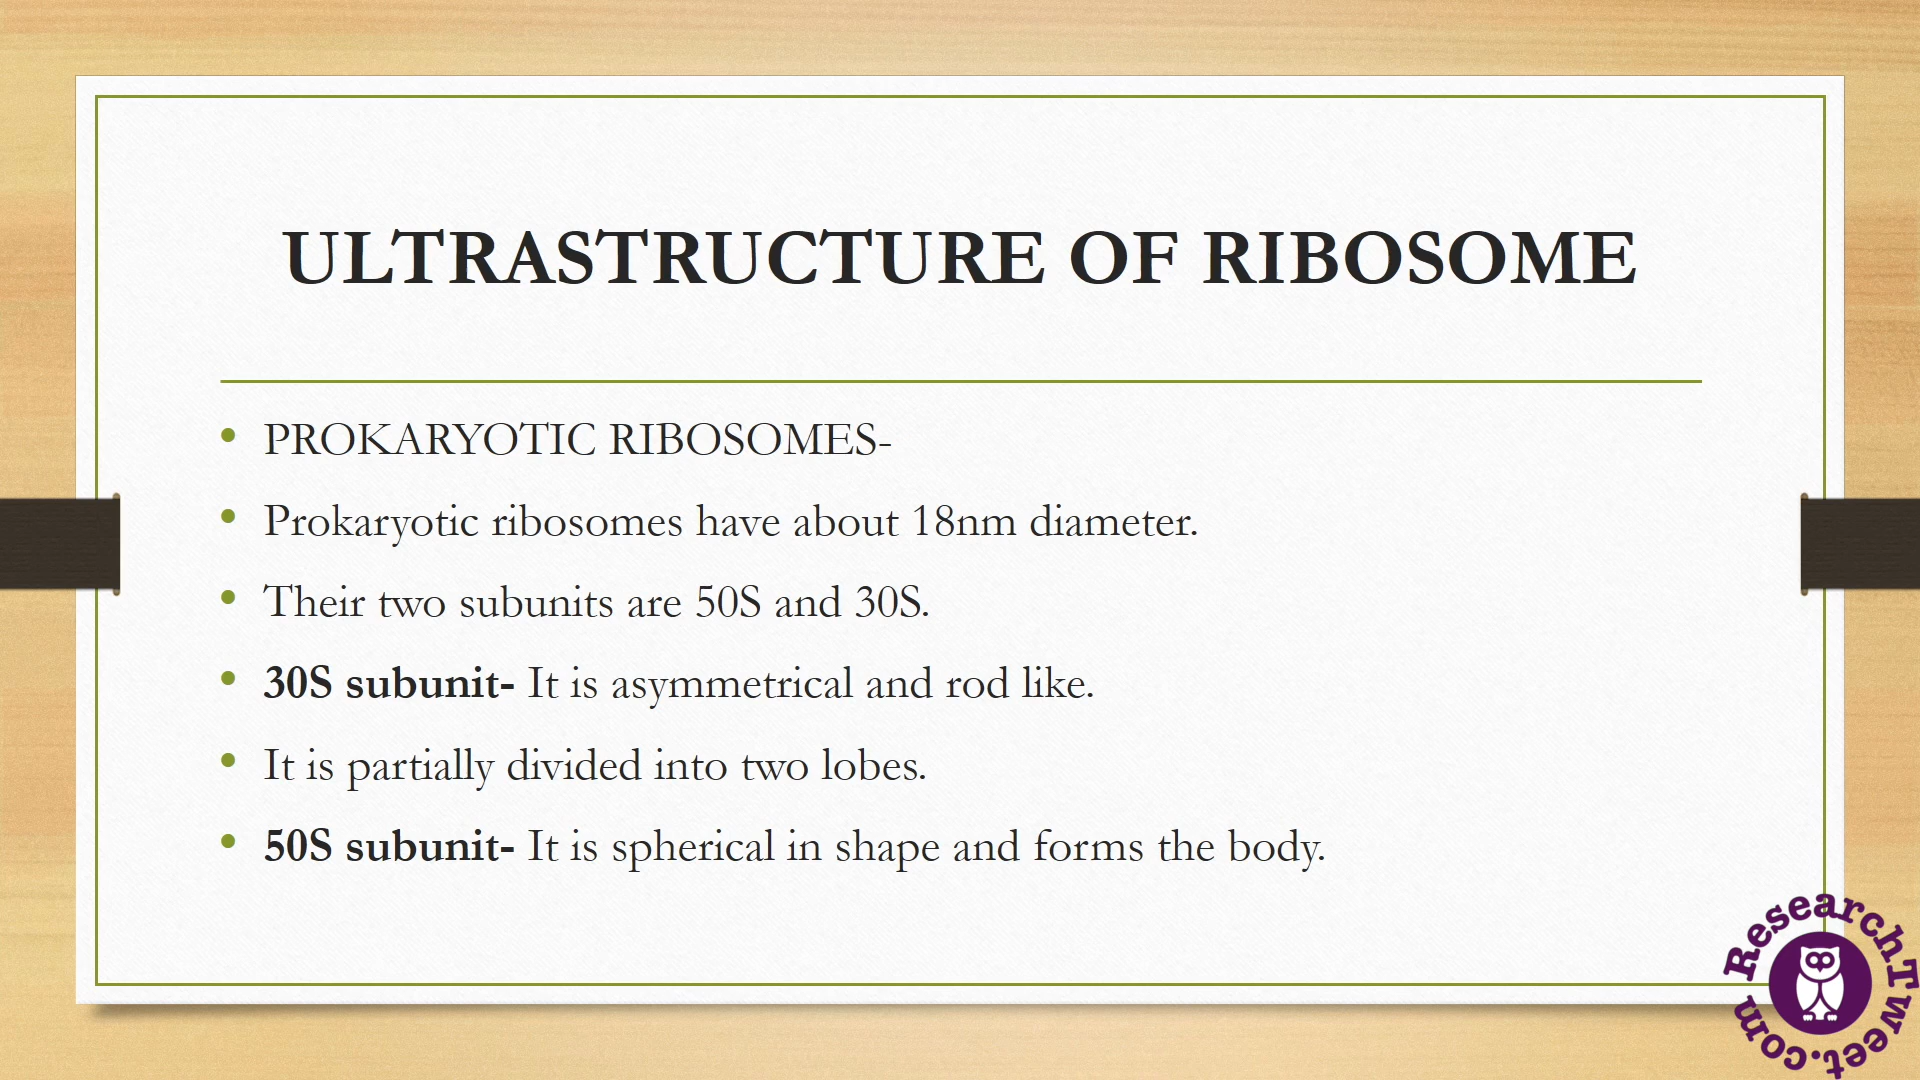 ULTRASTRUCTURE OF RIBOSOME
• PROKARYOTIC RIBOSOMES-
• Prokaryotic ribosomes have about 18nm diameter.
• Their two subunits are 50S and 30S.
• 30S subunit- It is asymmetrical and rod like.
• It is partially divided into two lobes.
• 50S subunit- It is spherical in shape and forms the body.
ResearchTweet.com